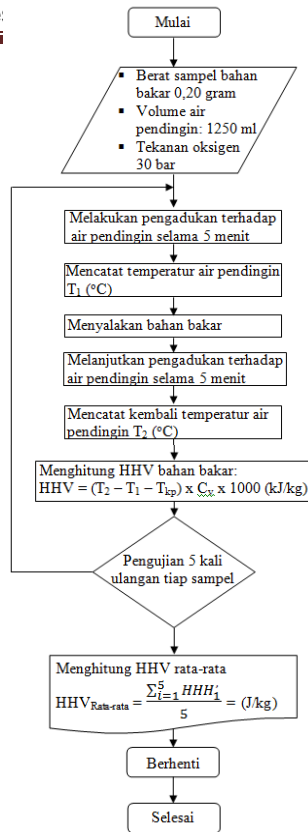 Mulai
▪ Berat sampel bahan
bakar 0,20 gram
▪ Volume air
pendingin: 1250 ml
▪ Tekanan oksigen
30 bar
Melakukan pengadukan terhadap
air pendingin selama 5 menit
Mencatat temperatur air pendingin
T₁ (°C)
Menyalakan bahan bakar
Melanjutkan pengadukan terhadap
air pendingin selama 5 menit
Mencatat kembali temperatur air
pendingin T₂ (°C)
Menghitung HHV bahan bakar:
HHV = (T₂ – T₁ – Tkp) x Cv x 1000 (kJ/kg)
Pengujian 5 kali
ulangan tiap sampel
Menghitung HHV rata-rata
HHV Rata-rata = ∑⁵ᵢ₌₁ HHH₁ / 5 = (J/kg)
Berhenti
Selesai